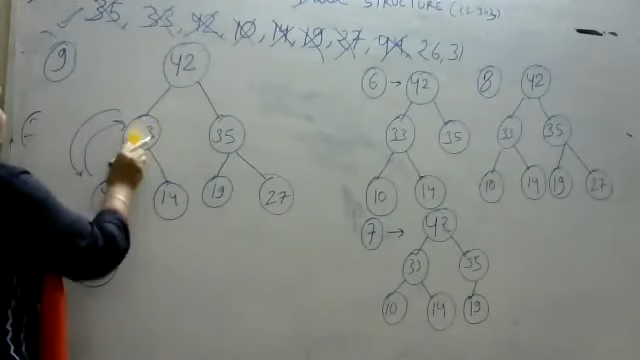 STRUCTURE
35, 33, 42, 10, 14, 19, 27, 44, 26, 31
9
42
35
14 19 27
6 → 42
33 35
10 14
8 42
33 35
10 14 19 27
7 → 42
33 35
10 14 19